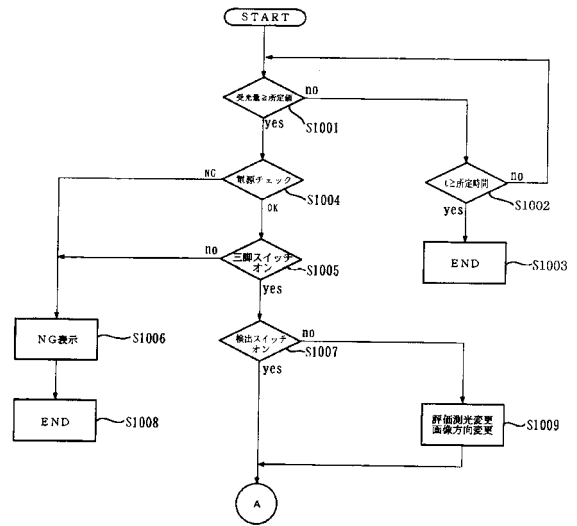 START
受光量≥所定値
no
S1001
yes
電源チェック
NG
OK
S1004
t≥所定時間
no
S1002
yes
END
S1003
三脚スイッチ
オン
no
S1005
yes
NG表示
S1006
検出スイッチ
オン
no
S1007
yes
END
S1008
評価測光変更
画像方向変更
S1009
A